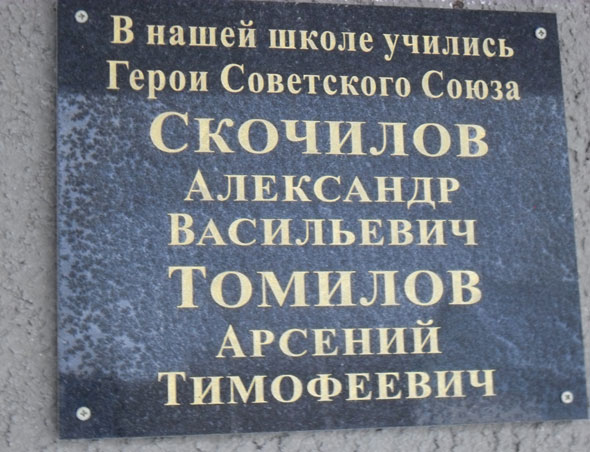 В нашей школе учились
Герои Советского Союза
Скочилов
Александр
Васильевич
Томилов
Арсений
Тимофеевич